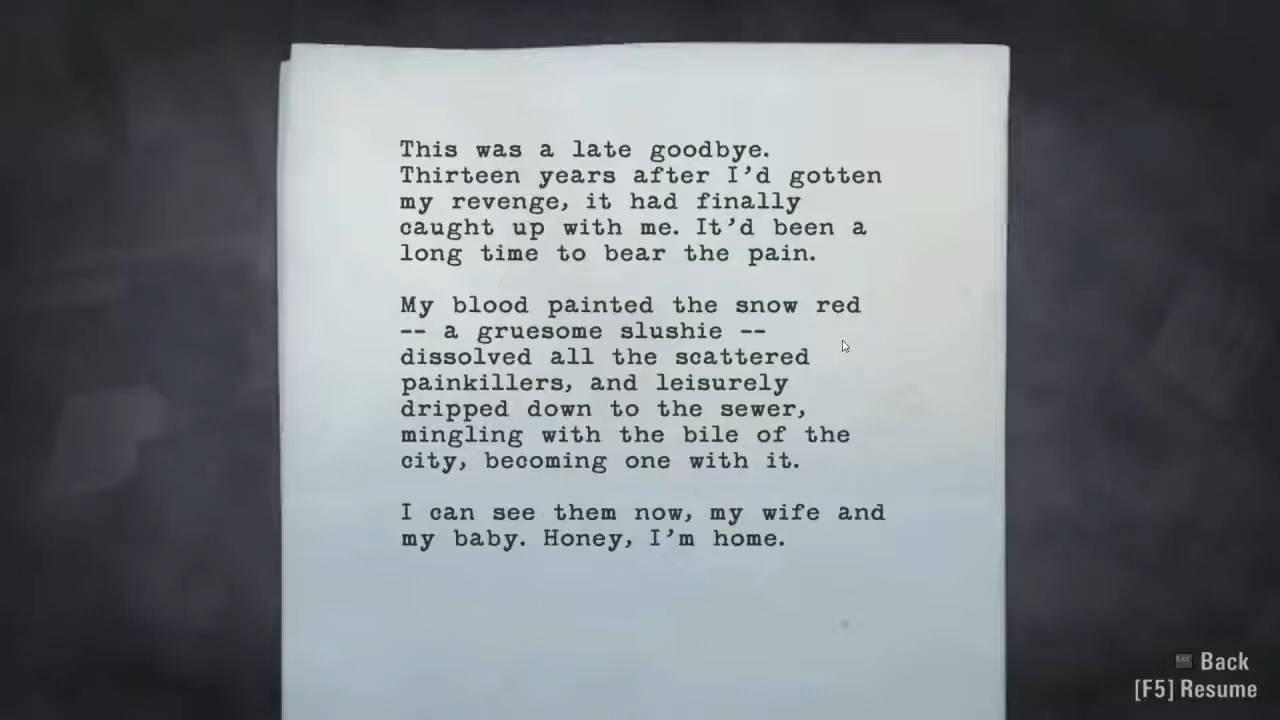 This was a late goodbye.
Thirteen years after I’d gotten
my revenge, it had finally
caught up with me. It’d been a
long time to bear the pain.
My blood painted the snow red
-- a gruesome slushie --
dissolved all the scattered
painkillers, and leisurely
dripped down to the sewer,
mingling with the bile of the
city, becoming one with it.
I can see them now, my wife and
my baby. Honey, I’m home.
ESC Back
[F5] Resume